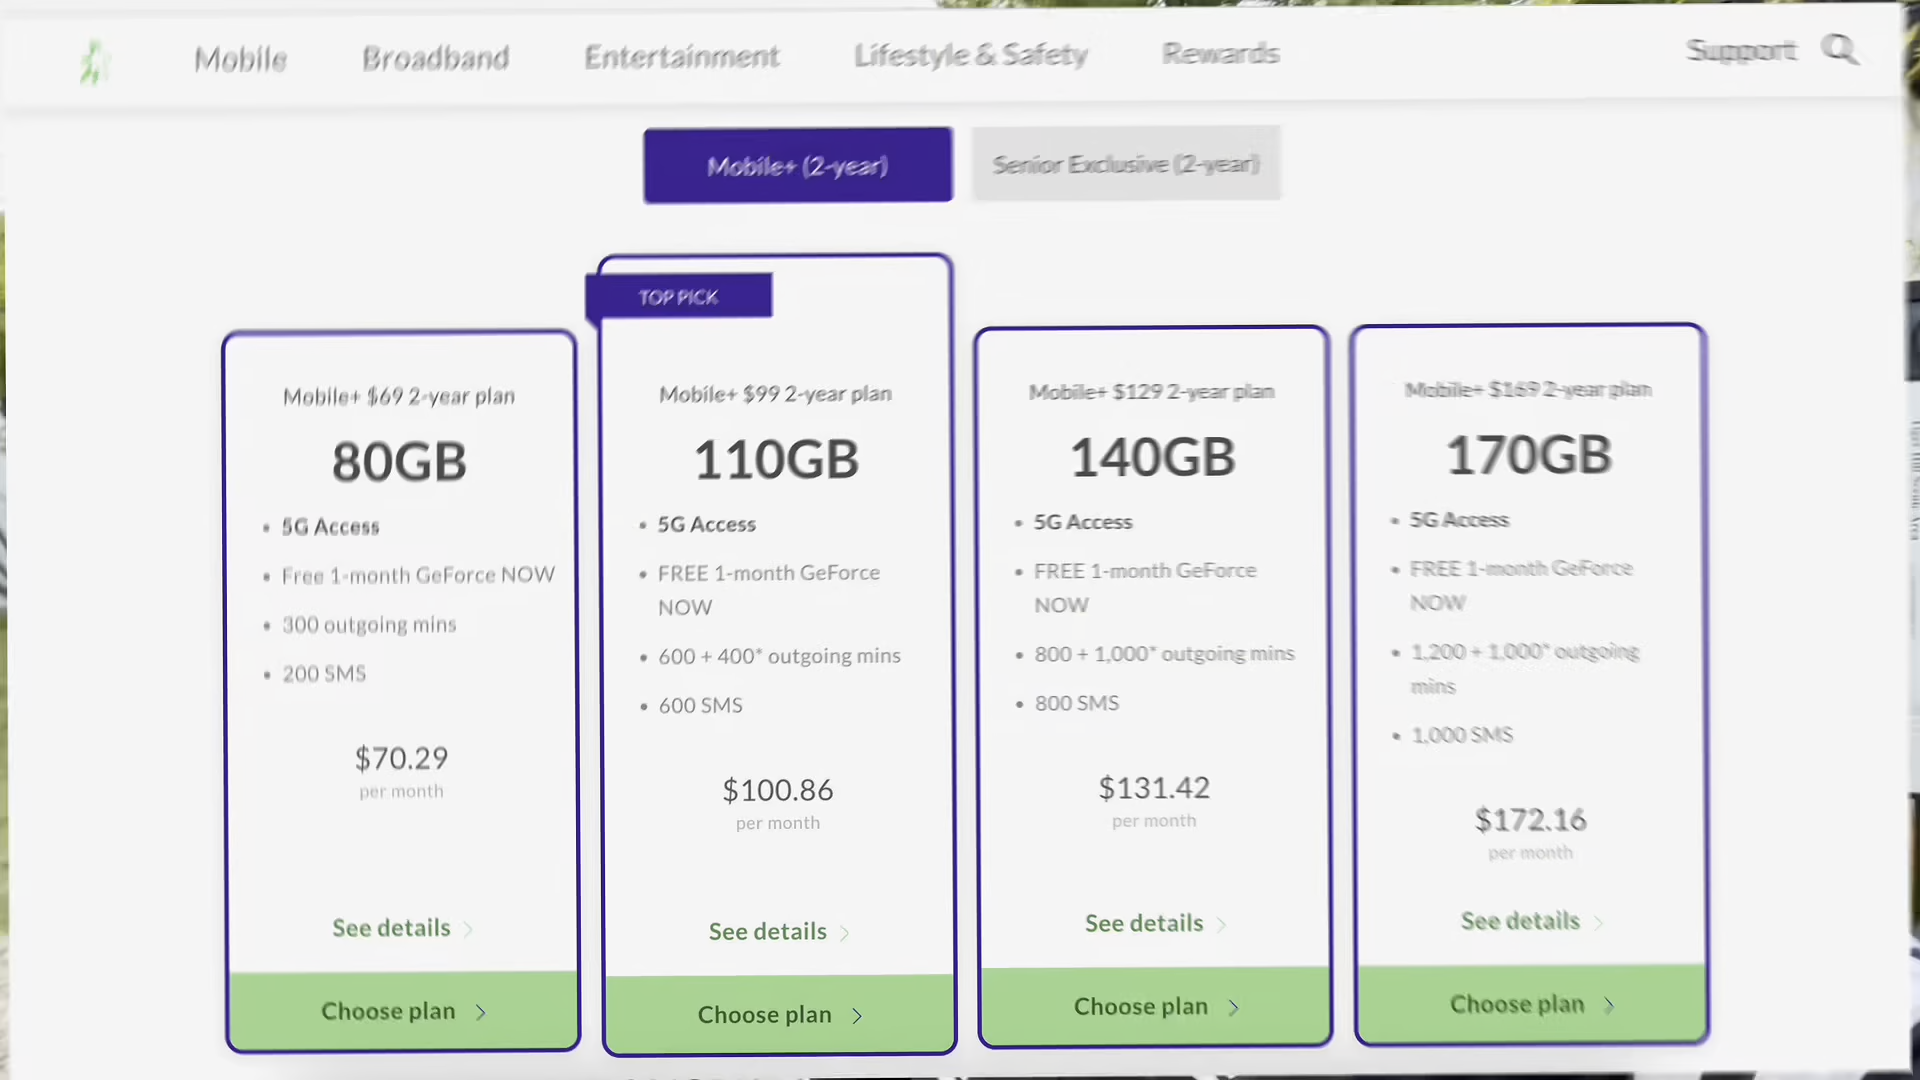 Mobile Broadband Entertainment Lifestyle & Safety Rewards Support
Mobile+ (2-year) Senior Exclusive (2-year)
TOP PICK
Mobile+ $69 2-year plan
80GB
5G Access
Free 1-month GeForce NOW
300 outgoing mins
200 SMS
$70.29
per month
See details
Choose plan
Mobile+ $99 2-year plan
110GB
5G Access
FREE 1-month GeForce
NOW
600 + 400* outgoing mins
600 SMS
$100.86
per month
See details
Choose plan
Mobile+ $129 2-year plan
140GB
5G Access
FREE 1-month GeForce
NOW
800 + 1,000* outgoing mins
800 SMS
$131.42
per month
See details
Choose plan
Mobile+ $169 2-year plan
170GB
5G Access
FREE 1-month GeForce
NOW
1,200 + 1,000* outgoing
mins
1,000 SMS
$172.16
per month
See details
Choose plan